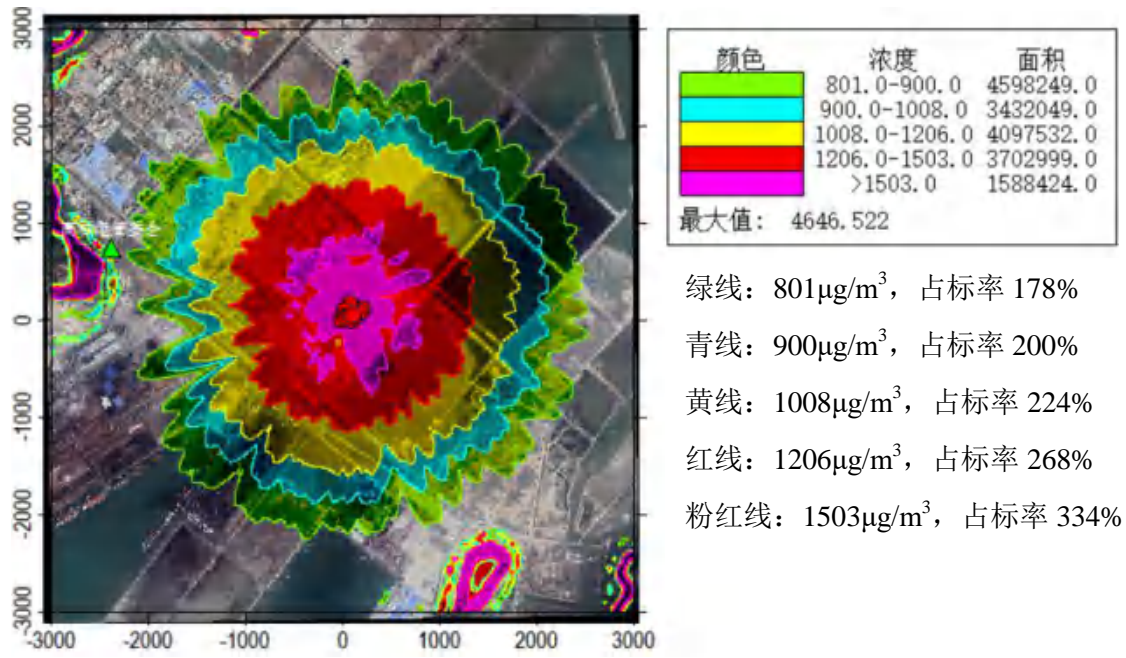 颜色 浓度 面积
801.0-900.0 4598249.0
900.0-1008.0 3432049.0
1008.0-1206.0 4097532.0
1206.0-1503.0 3702999.0
>1503.0 1588424.0
最大值: 4646.522
绿线：801μg/m³，占标率 178%
青线：900μg/m³，占标率 200%
黄线：1008μg/m³，占标率 224%
红线：1206μg/m³，占标率 268%
粉红线：1503μg/m³，占标率 334%
3000
2000
1000
0
-1000
-2000
-3000
-3000 -2000 -1000 0 1000 2000 3000